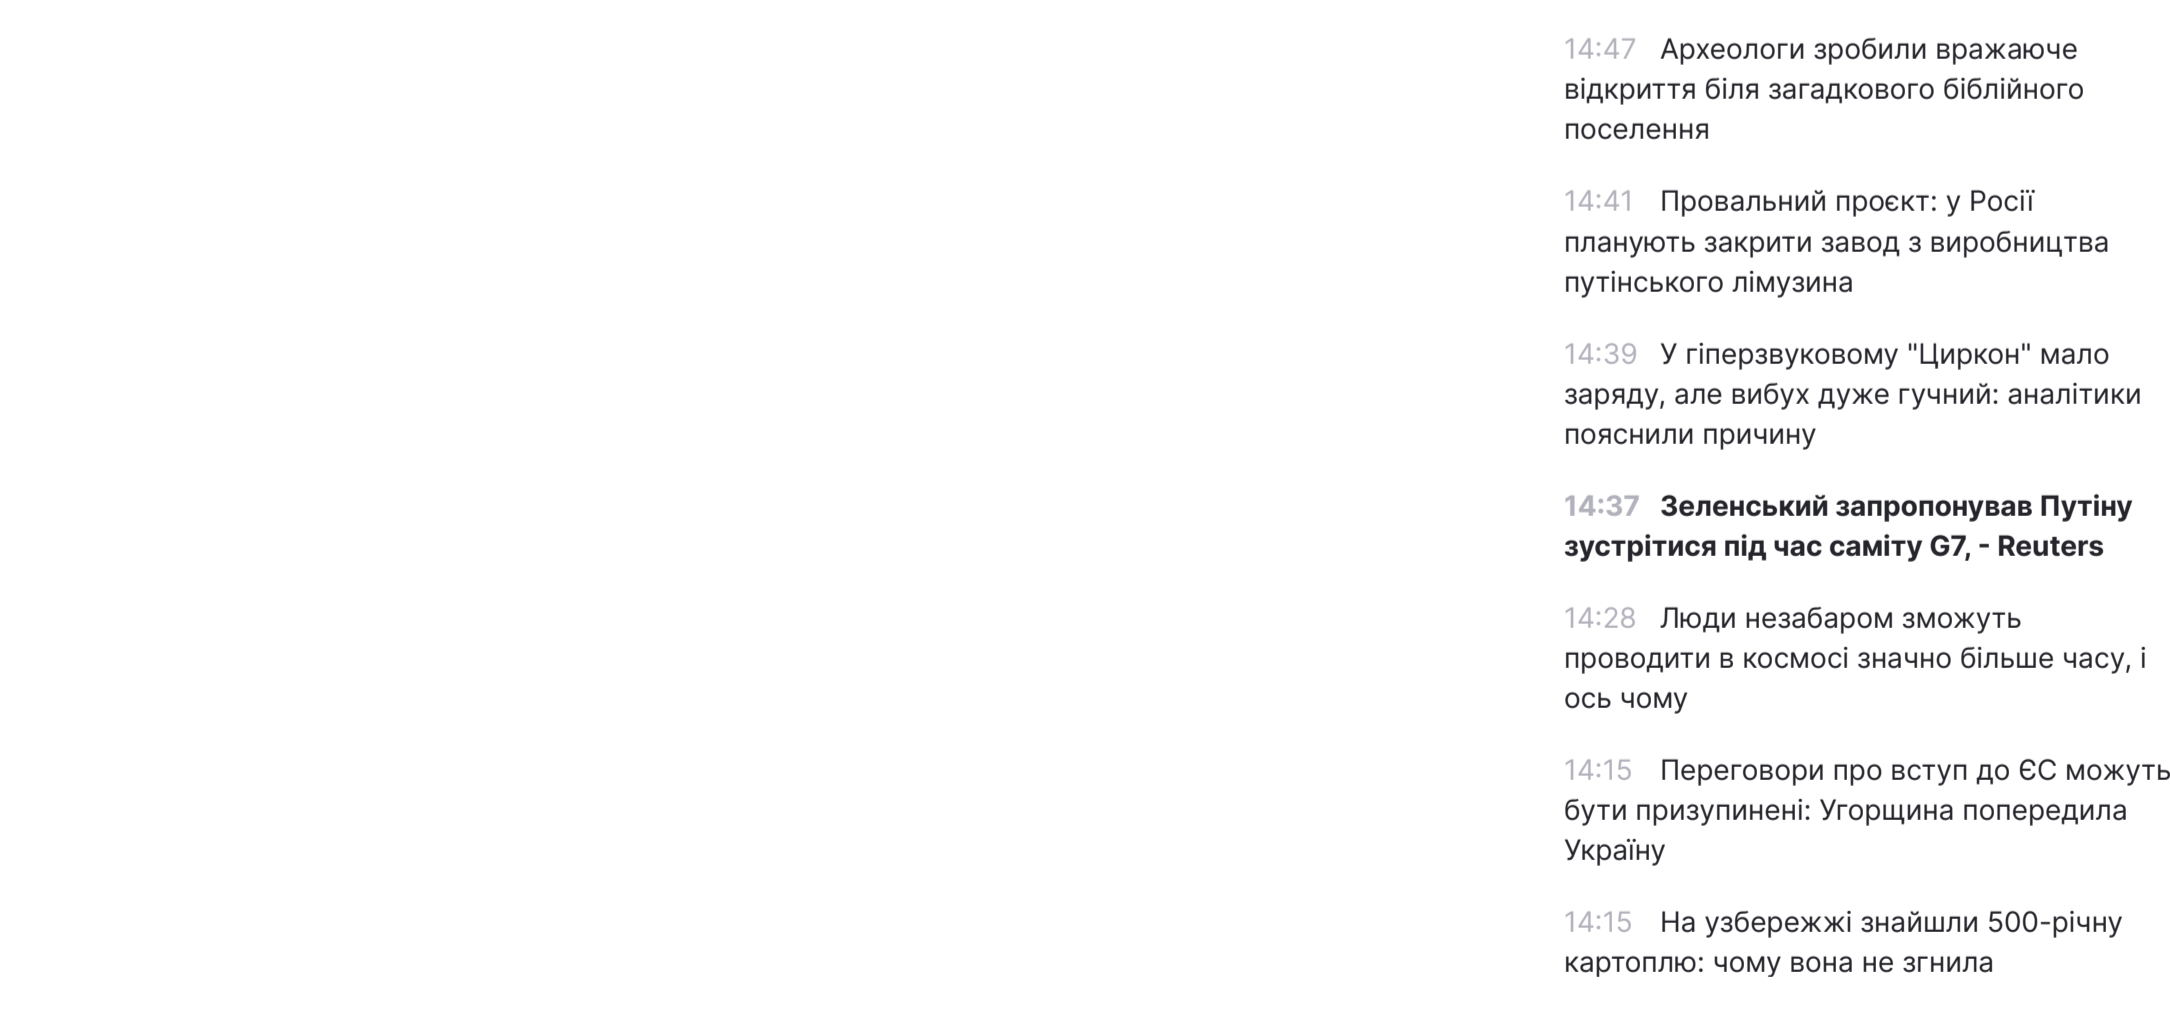 14:47 Археологи зробили вражаюче
відкриття біля загадкового біблійного
поселення
14:41 Провальний проєкт: у Росії
планують закрити завод з виробництва
путінського лімузина
14:39 У гіперзвуковому "Циркон" мало
заряду, але вибух дуже гучний: аналітики
пояснили причину
14:37 Зеленський запропонував Путіну
зустрітися під час саміту G7, - Reuters
14:28 Люди незабаром зможуть
проводити в космосі значно більше часу, і
ось чому
14:15 Переговори про вступ до ЄС можуть
бути призупинені: Угорщина попередила
Україну
14:15 На узбережжі знайшли 500-річну
картоплю: чому вона не згнила